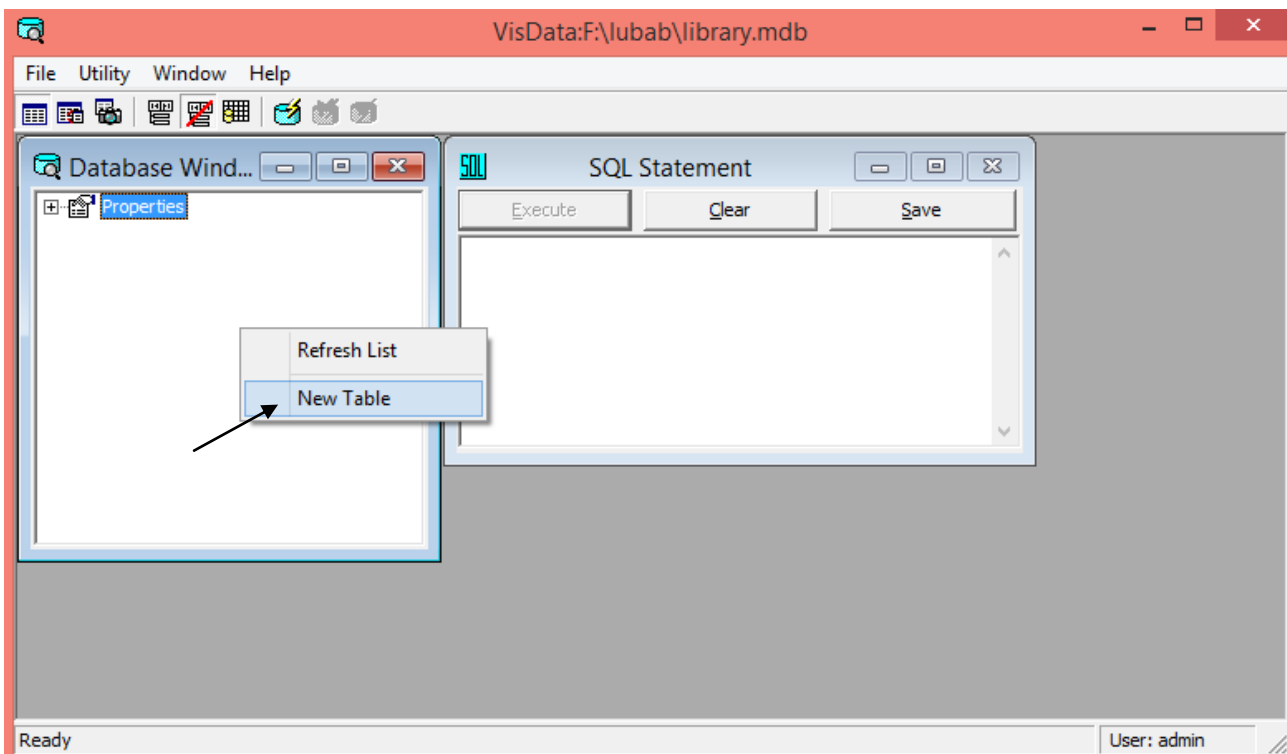 VisData:F:\lubab\library.mdb
File Utility Window Help
Database Wind...
Properties
SQL
SQL Statement
Execute Clear Save
Refresh List
New Table
Ready
User: admin